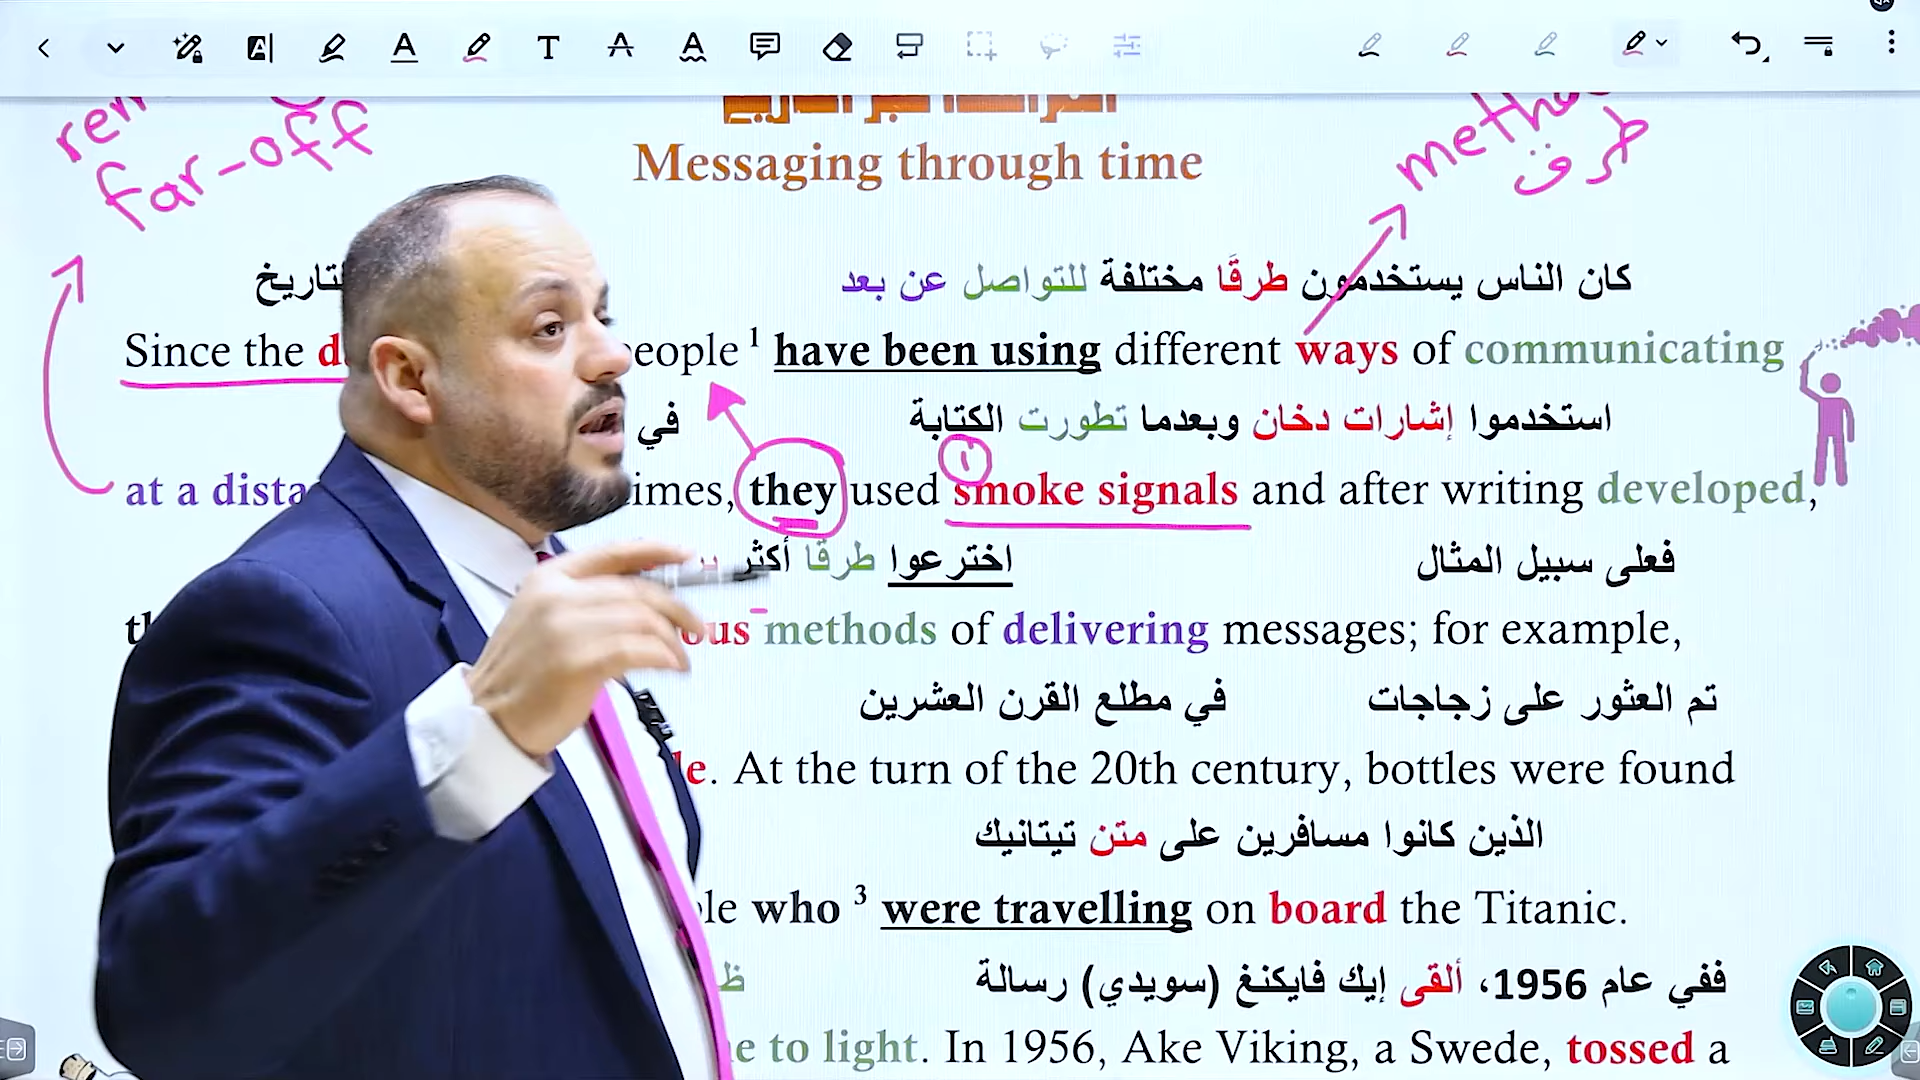 far-off
طرق
Messaging through time
كان الناس يستخدمون طرقًا مختلفة للتواصل عن بعد
Since the people ¹ have been using different ways of communicating
استخدموا إشارات دخان وبعدما تطورت الكتابة في
at a times, they used smoke signals and after writing developed,
اخترعوا طرقًا أكثر فعلى سبيل المثال
methods of delivering messages; for example,
تم العثور على زجاجات في مطلع القرن العشرين
At the turn of the 20th century, bottles were found
الذين كانوا مسافرين على متن تيتانيك
who ³ were travelling on board the Titanic.
ففي عام 1956، ألقى إيك فايكنغ (سويدي) رسالة
to light. In 1956, Ake Viking, a Swede, tossed a